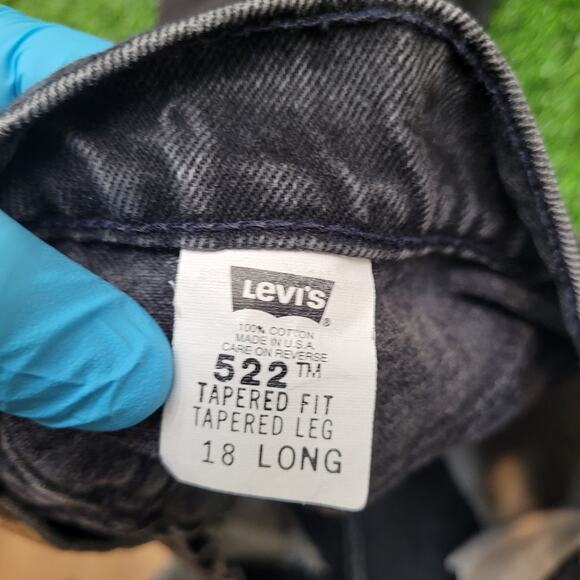 Levi's
®
100% COTTON
MADE IN U.S.A.
CARE ON REVERSE
522™
TAPERED FIT
TAPERED LEG
18 LONG